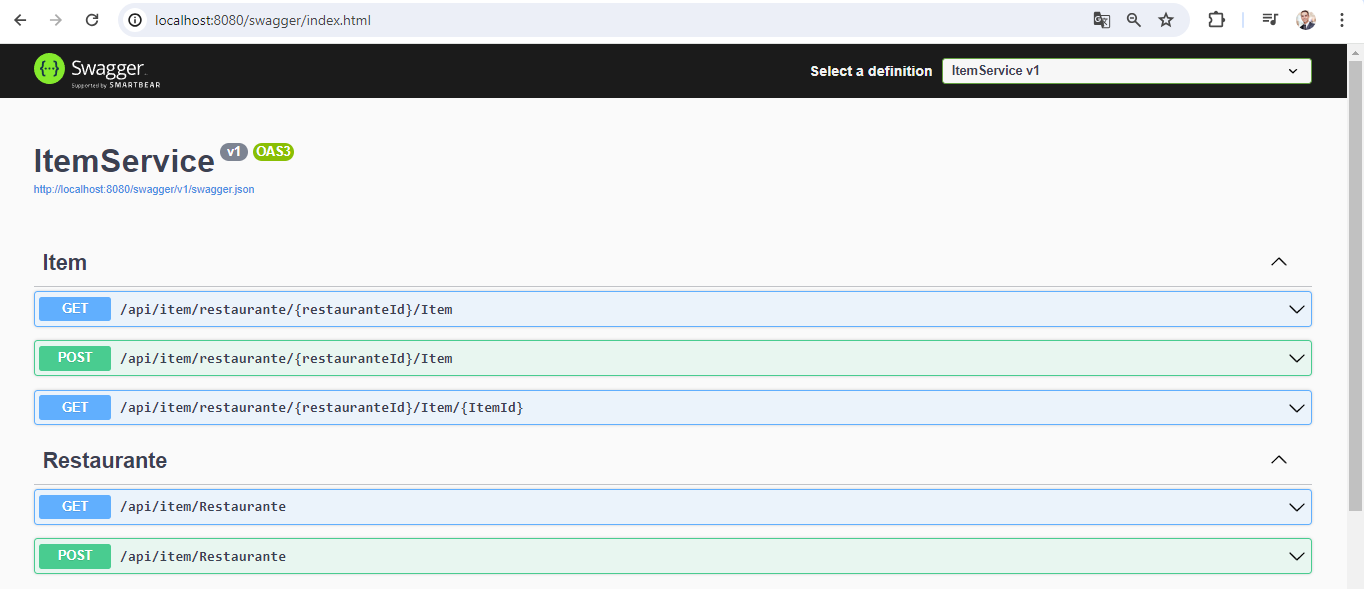 localhost:8080/swagger/index.html
Swagger
Supported by SMARTBEAR
Select a definition
ItemService v1
ItemService v1 OAS3
http://localhost:8080/swagger/v1/swagger.json
Item
GET /api/item/restaurante/{restauranteId}/Item
POST /api/item/restaurante/{restauranteId}/Item
GET /api/item/restaurante/{restauranteId}/Item/{ItemId}
Restaurante
GET /api/item/Restaurante
POST /api/item/Restaurante